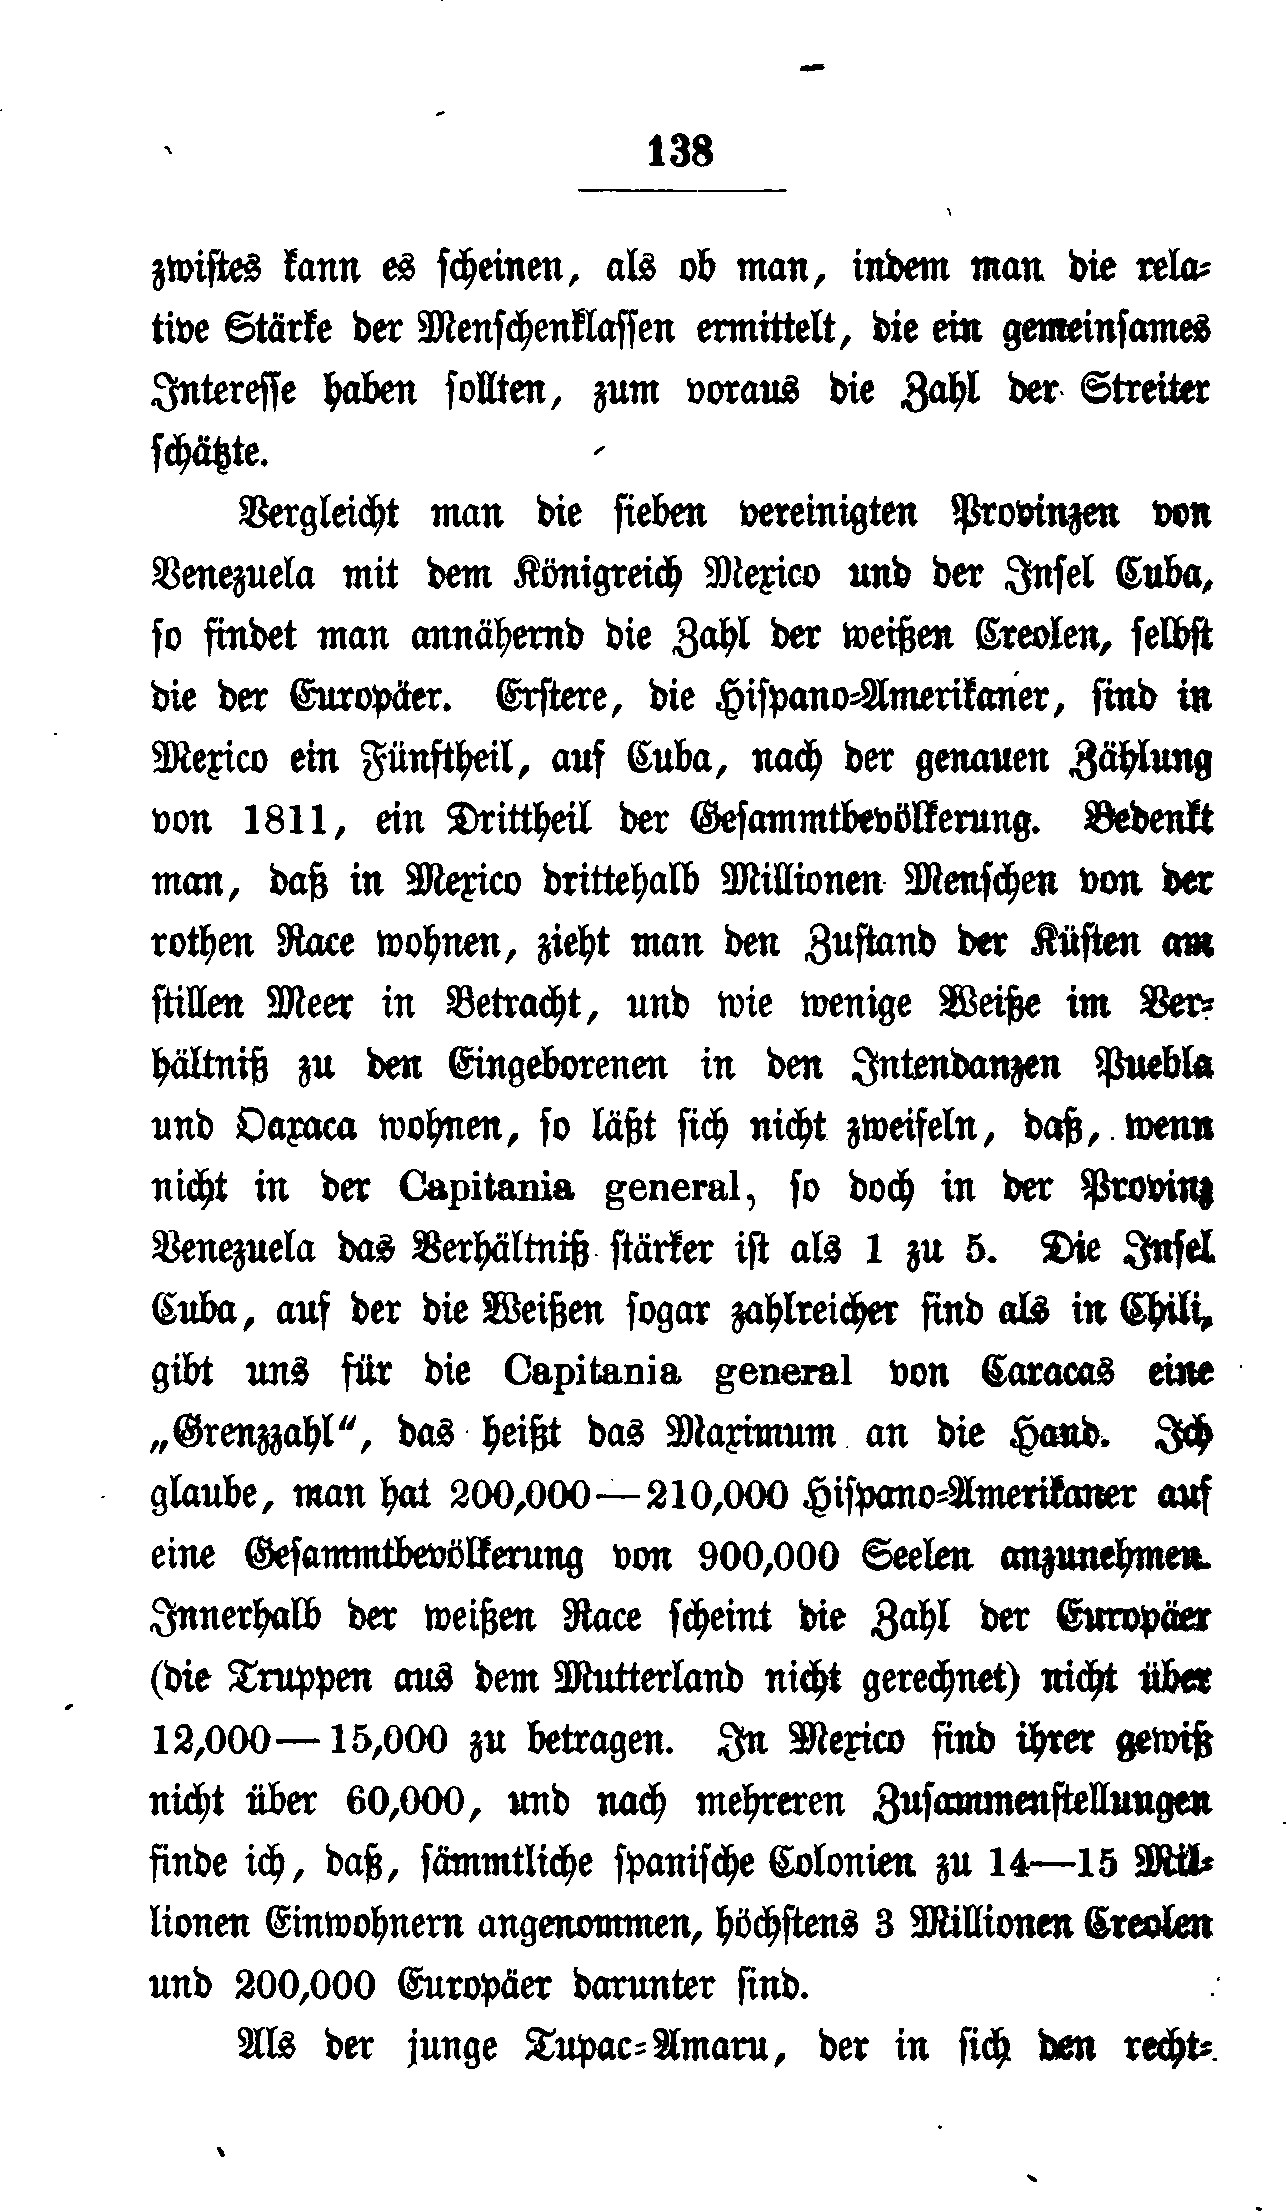 138
zwistes kann es scheinen, als ob man, indem man die rela-
tive Stärke der Menschenklassen ermittelt, die ein gemeinsames
Interesse haben sollten, zum voraus die Zahl der Streiter
schätzte.
Vergleicht man die sieben vereinigten Provinzen von
Venezuela mit dem Königreich Mexico und der Insel Cuba,
so findet man annähernd die Zahl der weißen Creolen, selbst
die der Europäer. Erstere, die Hispano-Amerikaner, sind in
Mexico ein Fünftheil, auf Cuba, nach der genauen Zählung
von 1811, ein Drittheil der Gesammtbevölkerung. Bedenkt
man, daß in Mexico drittehalb Millionen Menschen von der
rothen Race wohnen, zieht man den Zustand der Küsten am
stillen Meer in Betracht, und wie wenige Weiße im Ver-
hältniß zu den Eingeborenen in den Intendanzen Puebla
und Oaxaca wohnen, so läßt sich nicht zweifeln, daß, wenn
nicht in der Capitania general, so doch in der Provinz
Venezuela das Verhältniß stärker ist als 1 zu 5. Die Insel
Cuba, auf der die Weißen sogar zahlreicher sind als in Chili,
gibt uns für die Capitania general von Caracas eine
„Grenzzahl“, das heißt das Maximum an die Hand. Ich
glaube, man hat 200,000—210,000 Hispano-Amerikaner auf
eine Gesammtbevölkerung von 900,000 Seelen anzunehmen.
Innerhalb der weißen Race scheint die Zahl der Europäer
(die Truppen aus dem Mutterland nicht gerechnet) nicht über
12,000—15,000 zu betragen. In Mexico sind ihrer gewiß
nicht über 60,000, und nach mehreren Zusammenstellungen
finde ich, daß, sämmtliche spanische Colonien zu 14—15 Mil-
lionen Einwohnern angenommen, höchstens 3 Millionen Creolen
und 200,000 Europäer darunter sind.
Als der junge Tupac-Amaru, der in sich den recht-